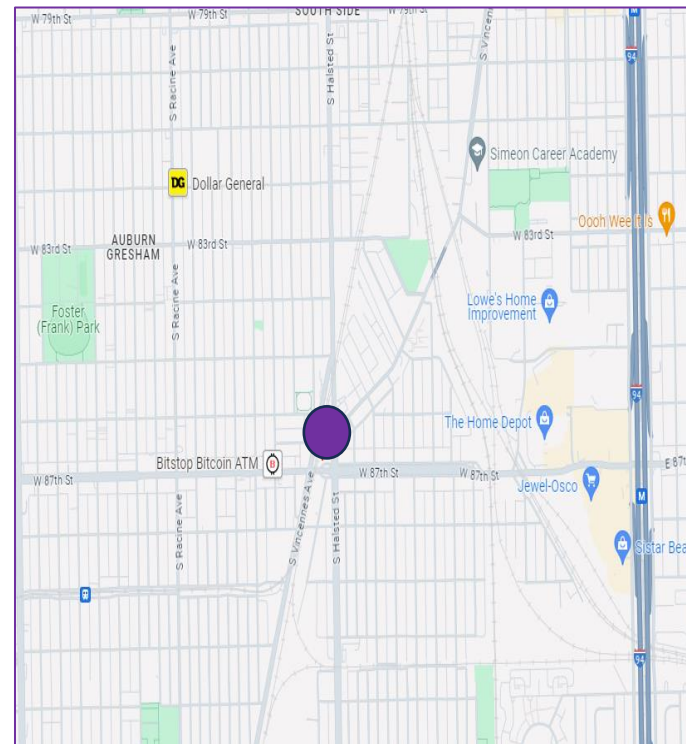 SOUTH SIDE
W 79th St
W 79th St
M
94
S Racine Ave
S Halsted St
S Vincen
Simeon Career Academy
DG
Dollar General
Oooh Wee It Is
AUBURN
GRESHAM
W 83rd St
W 83rd St
W 83rd St
Foster
(Frank) Park
S Racine Ave
Lowe's Home
Improvement
94
The Home Depot
Bitstop Bitcoin ATM
W 87th St
W 87th St
W 87th St
E 87th
Jewel-Osco
M
S Racine Ave
S Vincennes Ave
S Halsted St
Sistar Bea
94